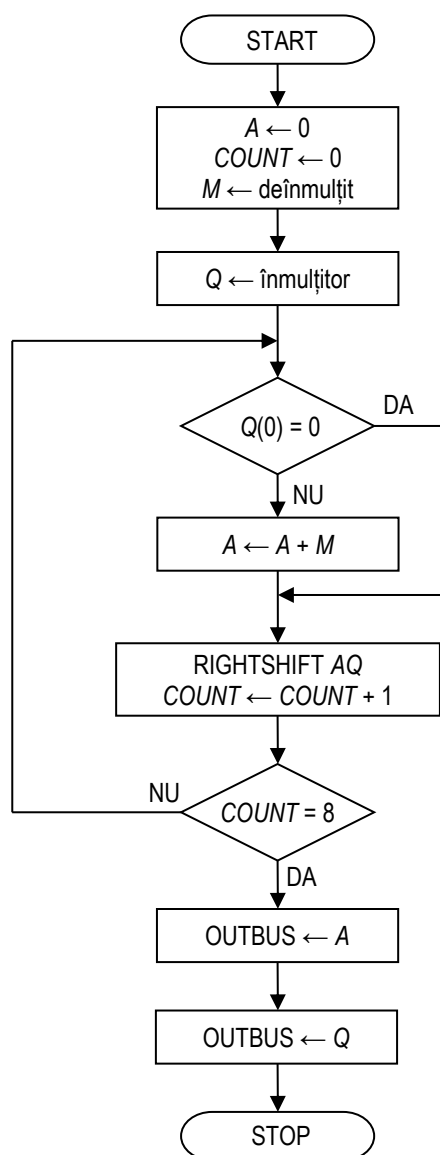 START
A ← 0
COUNT ← 0
M ← deînmulțit
Q ← înmulțitor
Q(0) = 0
DA
NU
A ← A + M
RIGHTSHIFT AQ
COUNT ← COUNT + 1
NU
COUNT = 8
DA
OUTBUS ← A
OUTBUS ← Q
STOP